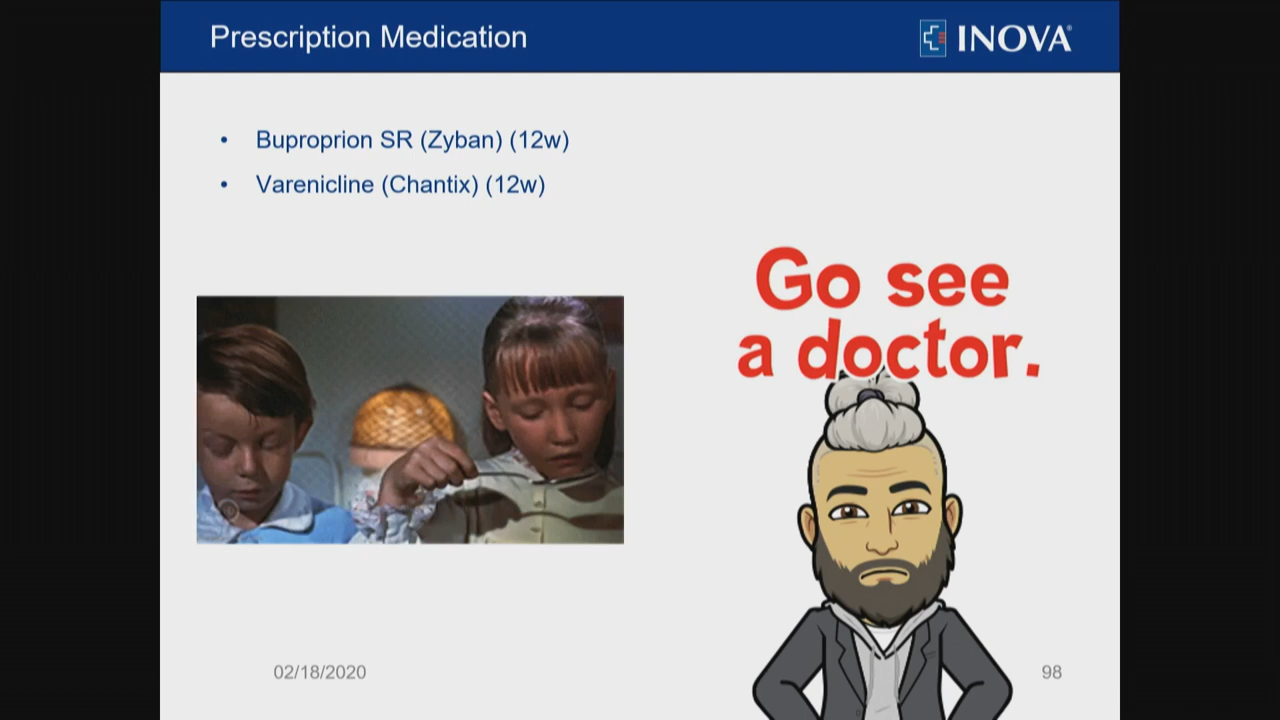 Prescription Medication
INOVA®
• Buproprion SR (Zyban) (12w)
• Varenicline (Chantix) (12w)
Go see
a doctor.
02/18/2020
98